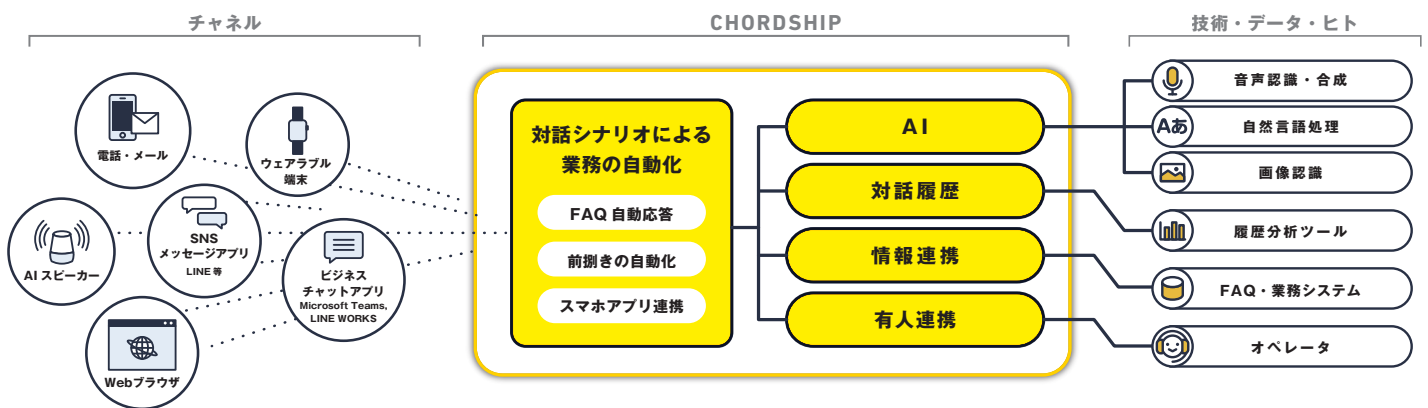 チャネル
CHORDSHIP
技術・データ・ヒト
電話・メール
ウェアラブル
端末
AIスピーカー
SNS
メッセージアプリ
LINE 等
ビジネス
チャットアプリ
Microsoft Teams,
LINE WORKS
Webブラウザ
対話シナリオによる
業務の自動化
FAQ 自動応答
前捌きの自動化
スマホアプリ連携
AI
対話履歴
情報連携
有人連携
音声認識・合成
Aあ
自然言語処理
画像認識
履歴分析ツール
FAQ・業務システム
オペレータ